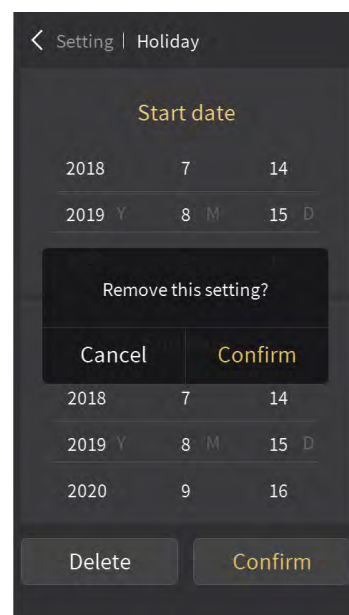 Setting | Holiday
Start date
2018 7 14
2019 Y 8 M 15 D
Remove this setting?
Cancel Confirm
2018 7 14
2019 Y 8 M 15 D
2020 9 16
Delete Confirm